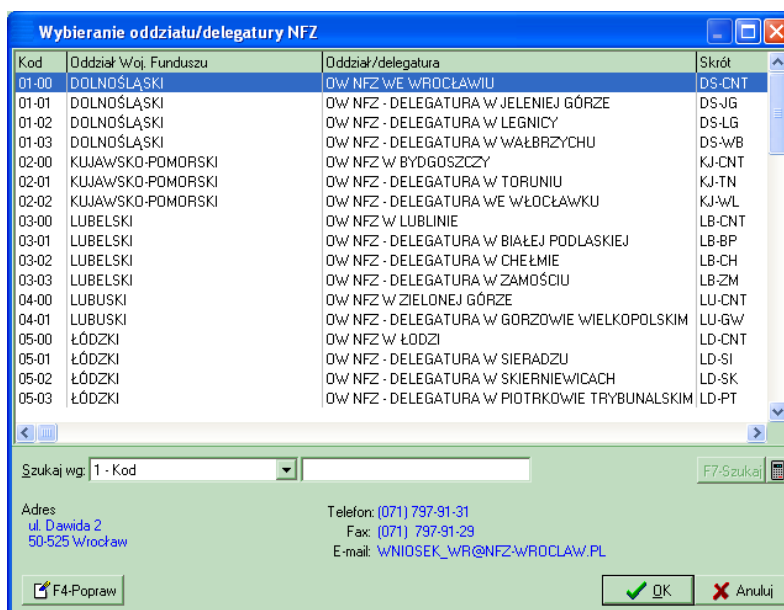 Wybieranie oddziału/delegatury NFZ
Kod Oddział Woj. Funduszu Oddział/delegatura Skrót
01-00 DOLNOŚLĄSKI OW NFZ WE WROCŁAWIU DS-CNT
01-01 DOLNOŚLĄSKI OW NFZ - DELEGATURA W JELENIEJ GÓRZE DS-JG
01-02 DOLNOŚLĄSKI OW NFZ - DELEGATURA W LEGNICY DS-LG
01-03 DOLNOŚLĄSKI OW NFZ - DELEGATURA W WAŁBRZYCHU DS-WB
02-00 KUJAWSKO-POMORSKI OW NFZ W BYDGOSZCZY KJ-CNT
02-01 KUJAWSKO-POMORSKI OW NFZ - DELEGATURA W TORUNIU KJ-TN
02-02 KUJAWSKO-POMORSKI OW NFZ - DELEGATURA WE WŁOCŁAWKU KJ-WL
03-00 LUBELSKI OW NFZ W LUBLINIE LB-CNT
03-01 LUBELSKI OW NFZ - DELEGATURA W BIAŁEJ PODLASKIEJ LB-BP
03-02 LUBELSKI OW NFZ - DELEGATURA W CHEŁMIE LB-CH
03-03 LUBELSKI OW NFZ - DELEGATURA W ZAMOŚCIU LB-ZM
04-00 LUBUSKI OW NFZ W ZIELONEJ GÓRZE LU-CNT
04-01 LUBUSKI OW NFZ - DELEGATURA W GORZOWIE WIELKOPOLSKIM LU-GW
05-00 ŁÓDZKI OW NFZ W ŁODZI LD-CNT
05-01 ŁÓDZKI OW NFZ - DELEGATURA W SIERADZU LD-SI
05-02 ŁÓDZKI OW NFZ - DELEGATURA W SKIERNIEWICACH LD-SK
05-03 ŁÓDZKI OW NFZ - DELEGATURA W PIOTRKOWIE TRYBUNALSKIM LD-PT
Szukaj wg: 1 - Kod F7-Szukaj
Adres
ul. Dawida 2
50-525 Wrocław
Telefon: (071) 797-91-31
Fax: (071) 797-91-29
E-mail: WNIOSEK_WR@NFZ-WROCLAW.PL
F4-Popraw OK Anuluj